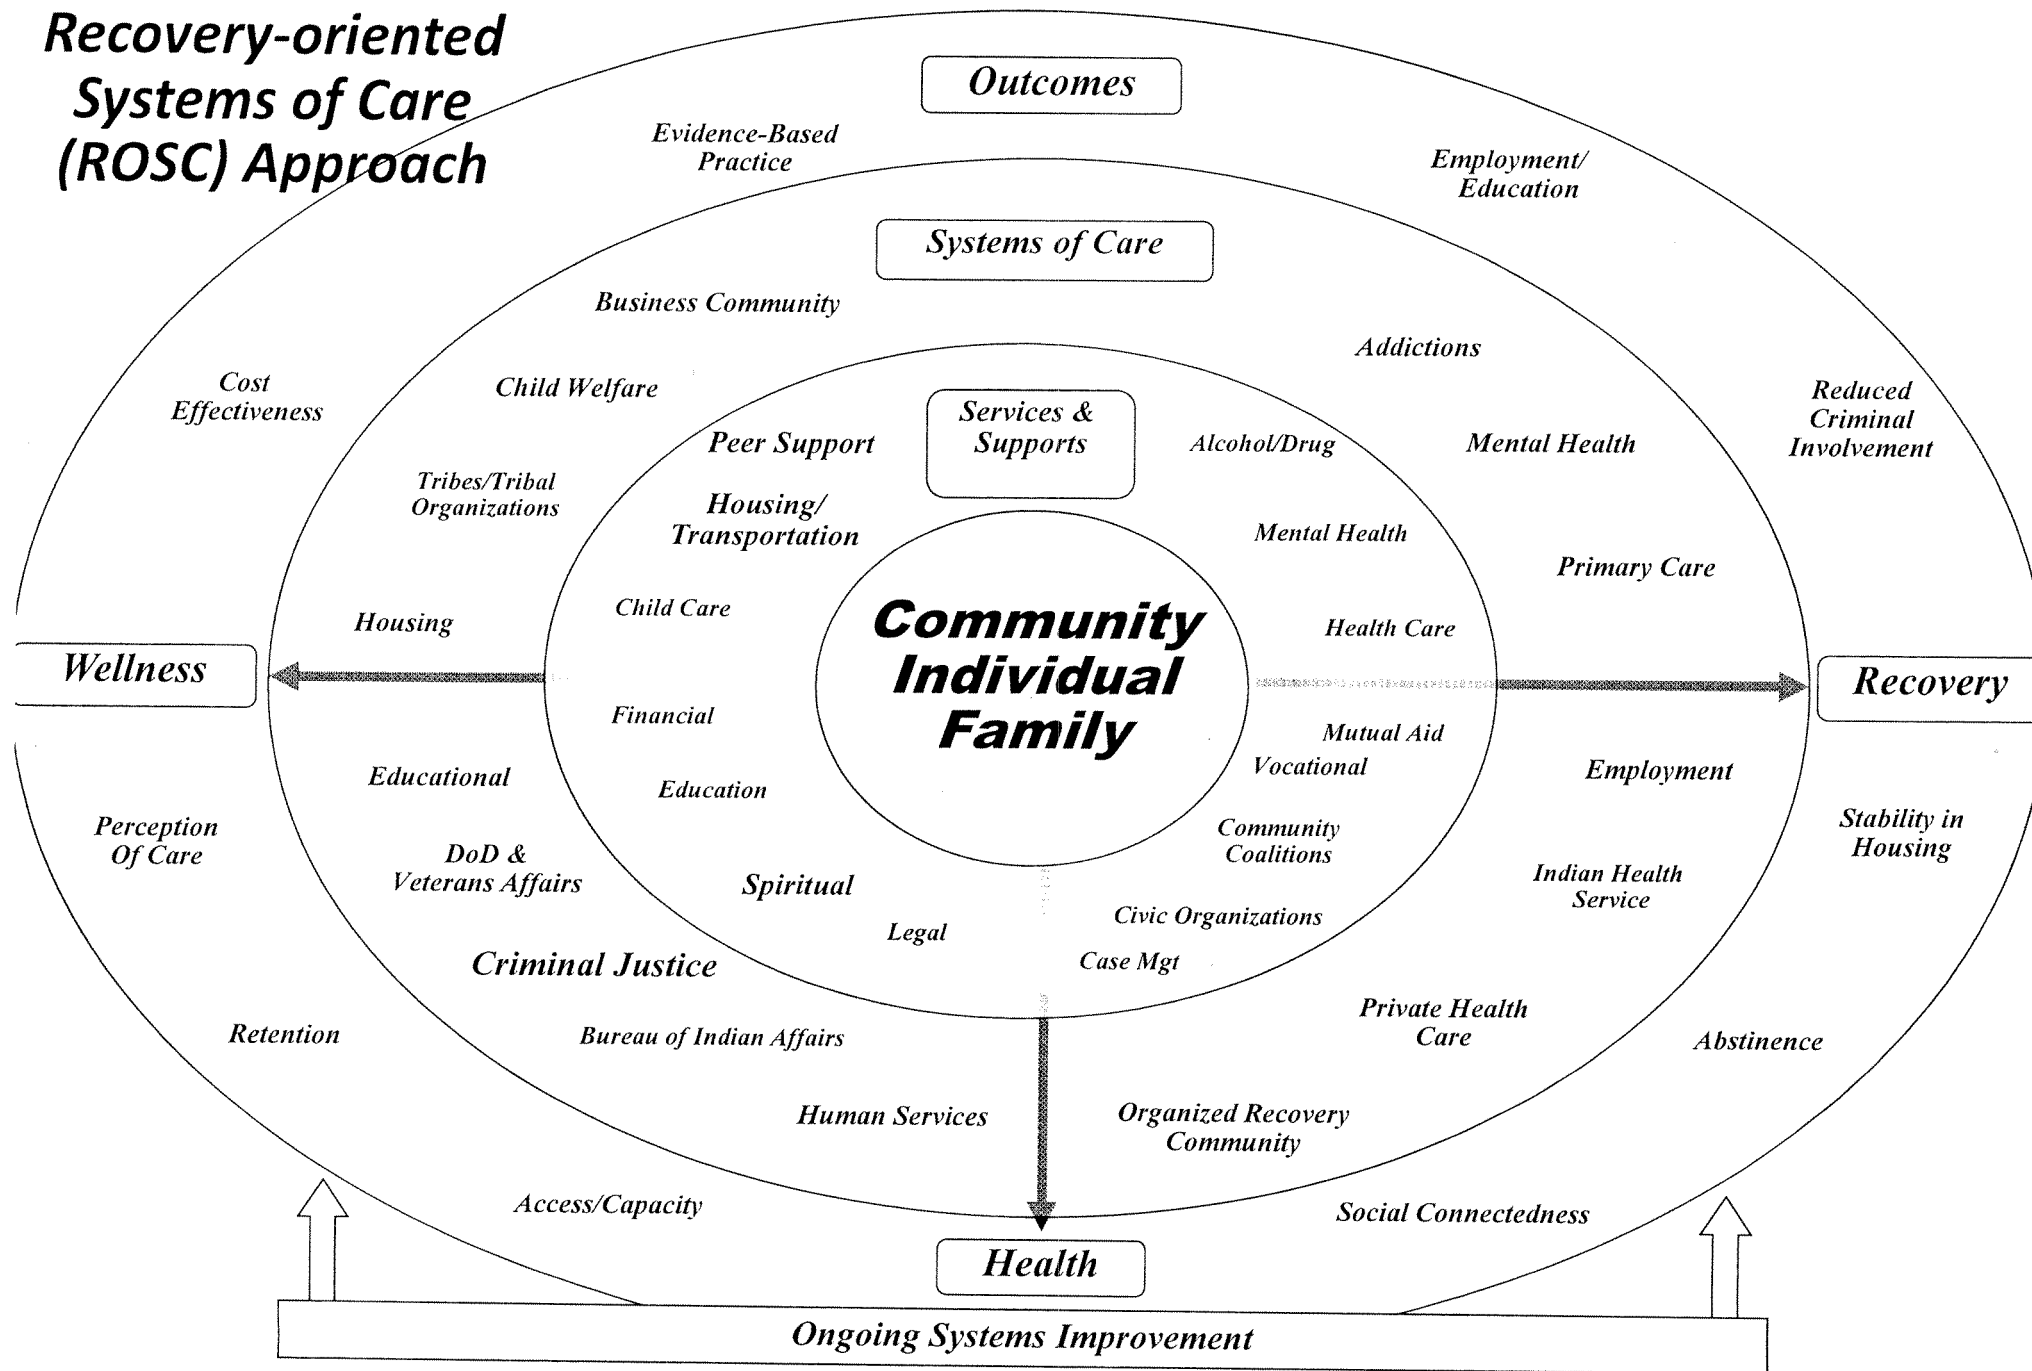 Recovery-oriented
Systems of Care
(ROSC) Approach
Outcomes
Evidence-Based
Practice
Employment/
Education
Cost
Effectiveness
Reduced
Criminal
Involvement
Wellness
Recovery
Perception
Of Care
Stability in
Housing
Retention
Abstinence
Access/Capacity
Social Connectedness
Health
Systems of Care
Business Community
Addictions
Child Welfare
Mental Health
Tribes/Tribal
Organizations
Primary Care
Housing
Educational
Employment
DoD &
Veterans Affairs
Indian Health
Service
Criminal Justice
Private Health
Care
Bureau of Indian Affairs
Human Services
Organized Recovery
Community
Services &
Supports
Peer Support
Alcohol/Drug
Housing/
Transportation
Mental Health
Child Care
Health Care
Financial
Mutual Aid
Vocational
Education
Community
Coalitions
Spiritual
Legal
Civic Organizations
Case Mgt
Community
Individual
Family
Ongoing Systems Improvement